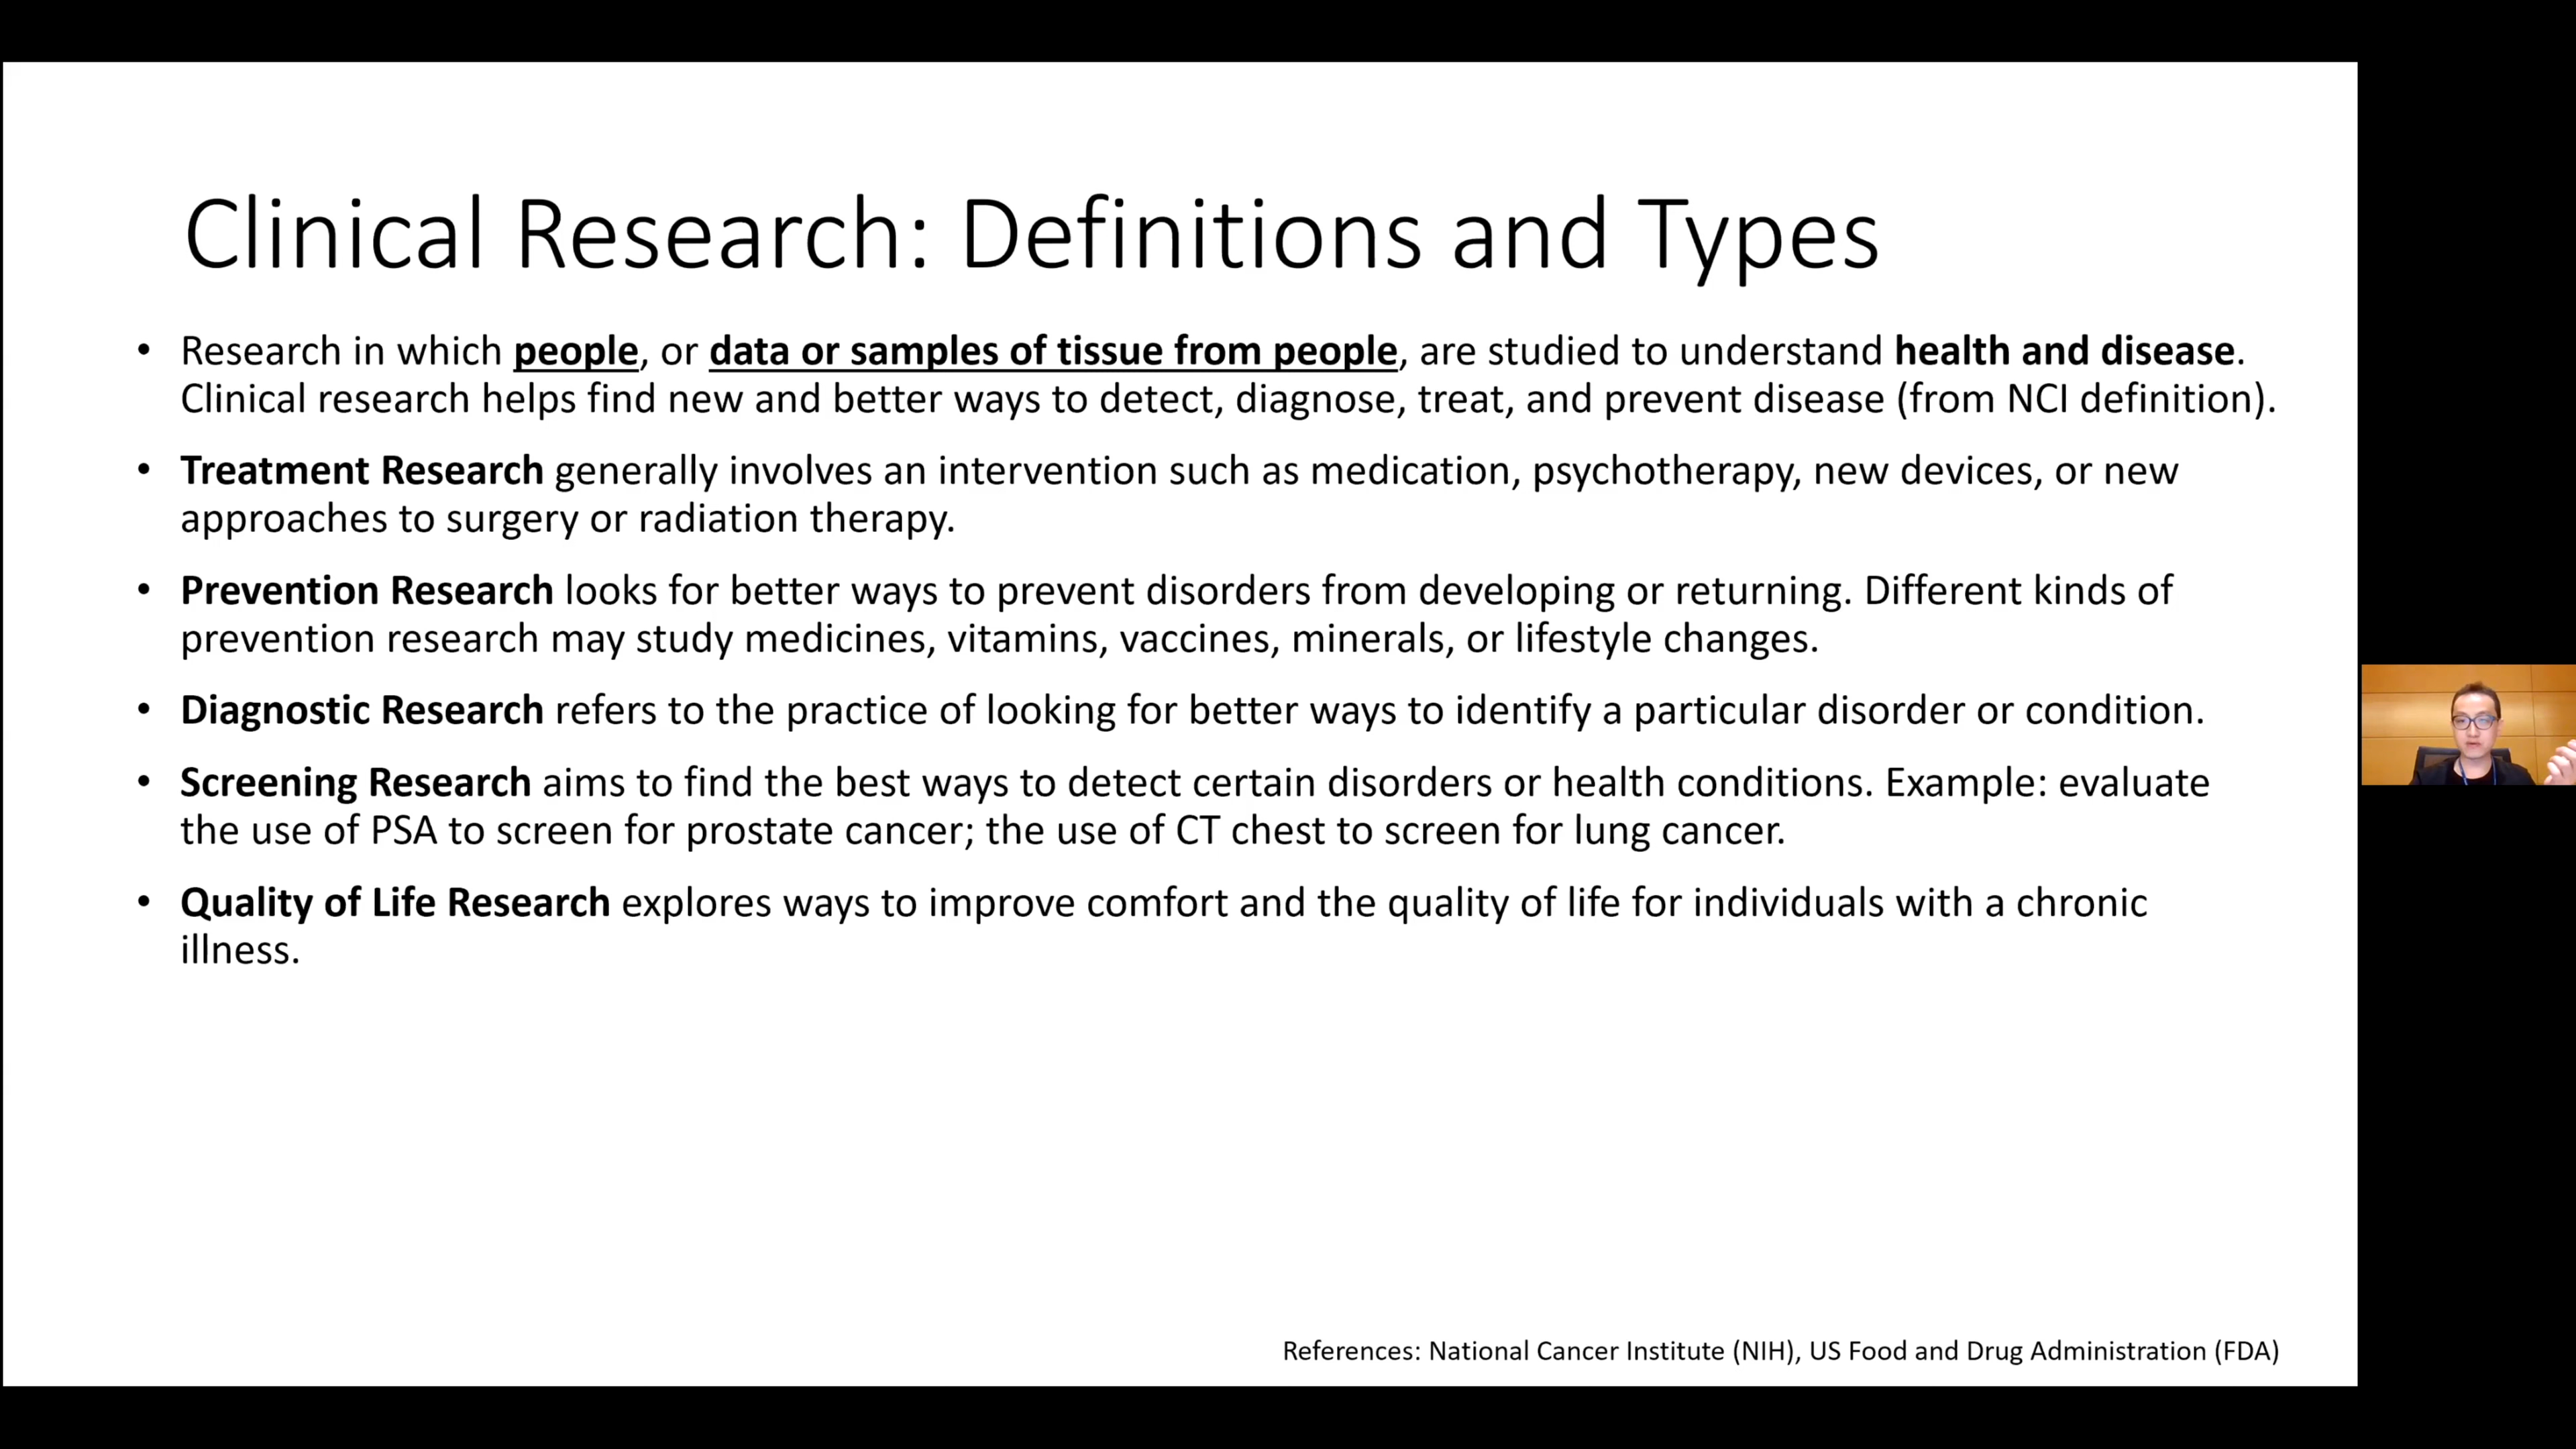 Clinical Research: Definitions and Types
• Research in which people, or data or samples of tissue from people, are studied to understand health and disease.
Clinical research helps find new and better ways to detect, diagnose, treat, and prevent disease (from NCI definition).
• Treatment Research generally involves an intervention such as medication, psychotherapy, new devices, or new
approaches to surgery or radiation therapy.
• Prevention Research looks for better ways to prevent disorders from developing or returning. Different kinds of
prevention research may study medicines, vitamins, vaccines, minerals, or lifestyle changes.
• Diagnostic Research refers to the practice of looking for better ways to identify a particular disorder or condition.
• Screening Research aims to find the best ways to detect certain disorders or health conditions. Example: evaluate
the use of PSA to screen for prostate cancer; the use of CT chest to screen for lung cancer.
• Quality of Life Research explores ways to improve comfort and the quality of life for individuals with a chronic
illness.
References: National Cancer Institute (NIH), US Food and Drug Administration (FDA)